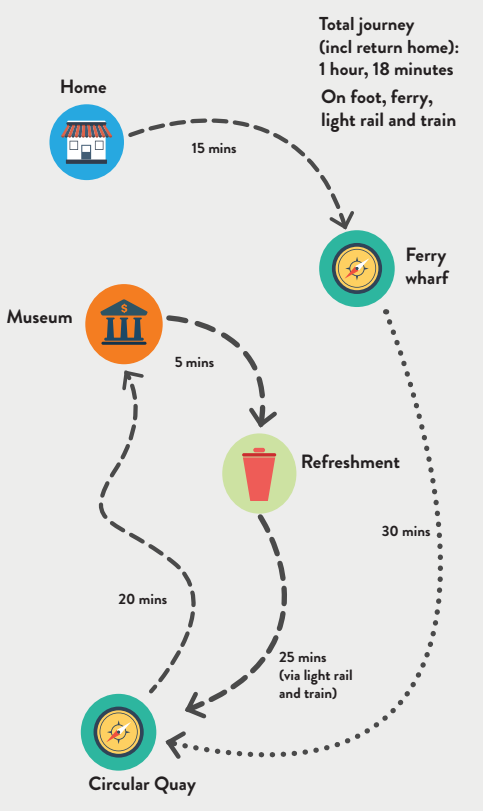 Total journey
(incl return home):
1 hour, 18 minutes
On foot, ferry,
light rail and train
Home
15 mins
Ferry
wharf
Museum
$
5 mins
Refreshment
30 mins
20 mins
25 mins
(via light rail
and train)
Circular Quay